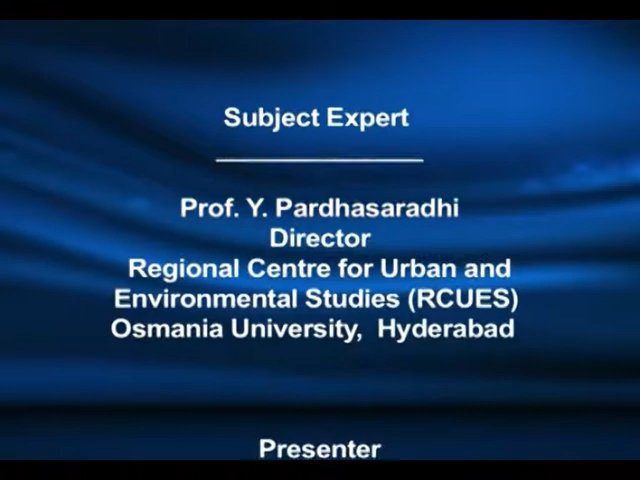 Subject Expert
Prof. Y. Pardhasaradhi
Director
Regional Centre for Urban and
Environmental Studies (RCUES)
Osmania University, Hyderabad
Presenter